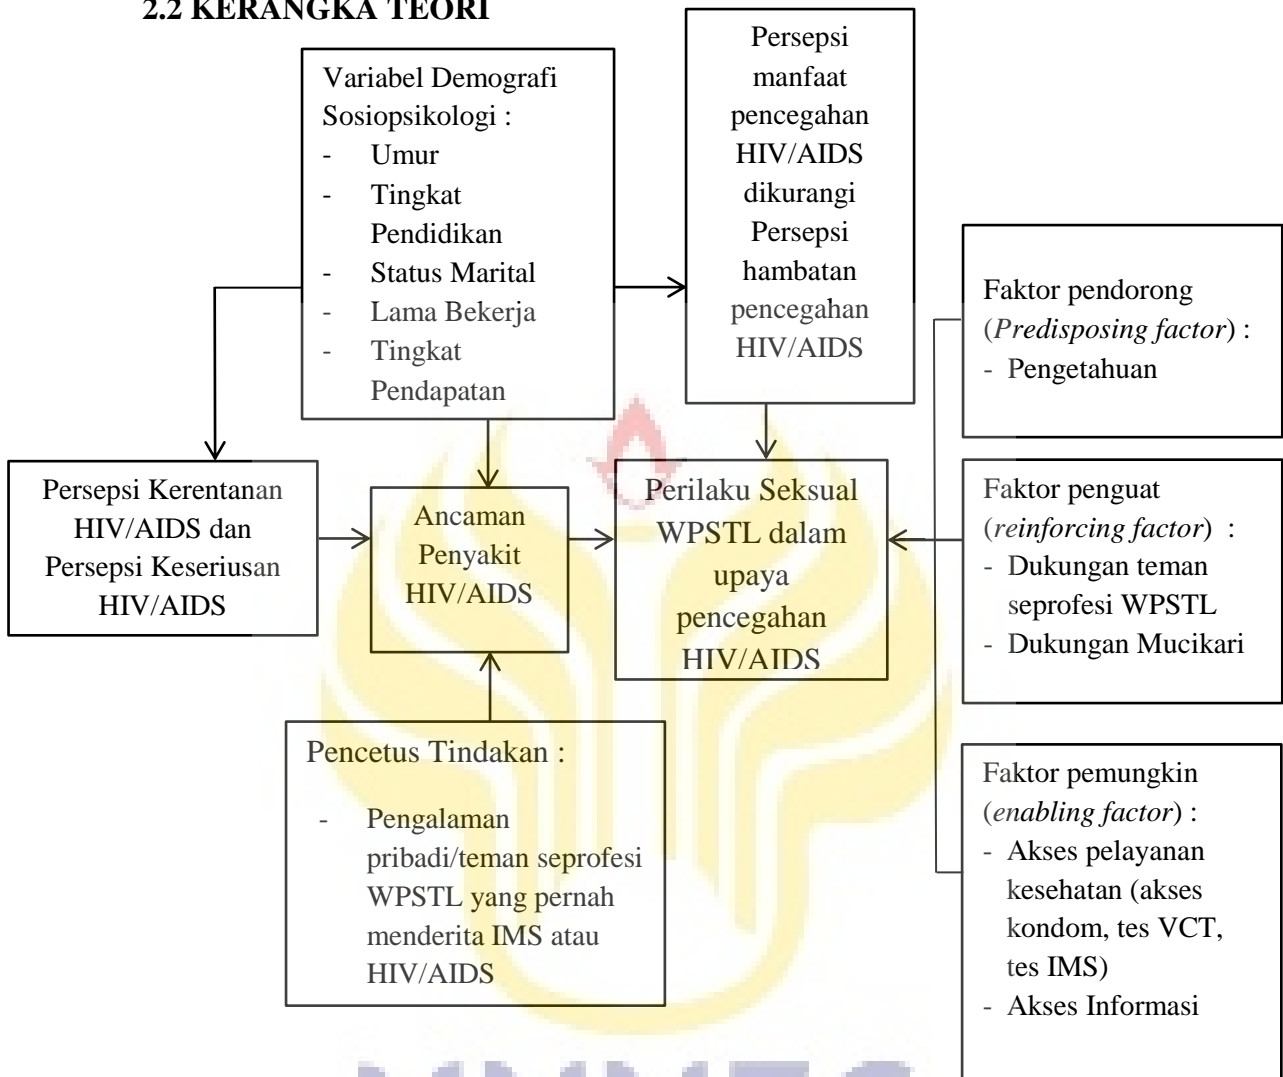 2.2 KERANGKA TEORI
Variabel Demografi
Sosiopsikologi :
- Umur
- Tingkat
Pendidikan
- Status Marital
- Lama Bekerja
- Tingkat
Pendapatan
Persepsi
manfaat
pencegahan
HIV/AIDS
dikurangi
Persepsi
hambatan
pencegahan
HIV/AIDS
Faktor pendorong
(Predisposing factor) :
- Pengetahuan
Persepsi Kerentanan
HIV/AIDS dan
Persepsi Keseriusan
HIV/AIDS
Ancaman
Penyakit
HIV/AIDS
Perilaku Seksual
WPSTL dalam
upaya
pencegahan
HIV/AIDS
Faktor penguat
(reinforcing factor) :
- Dukungan teman
seprofesi WPSTL
- Dukungan Mucikari
Pencetus Tindakan :
- Pengalaman
pribadi/teman seprofesi
WPSTL yang pernah
menderita IMS atau
HIV/AIDS
Faktor pemungkin
(enabling factor) :
- Akses pelayanan
kesehatan (akses
kondom, tes VCT,
tes IMS)
- Akses Informasi